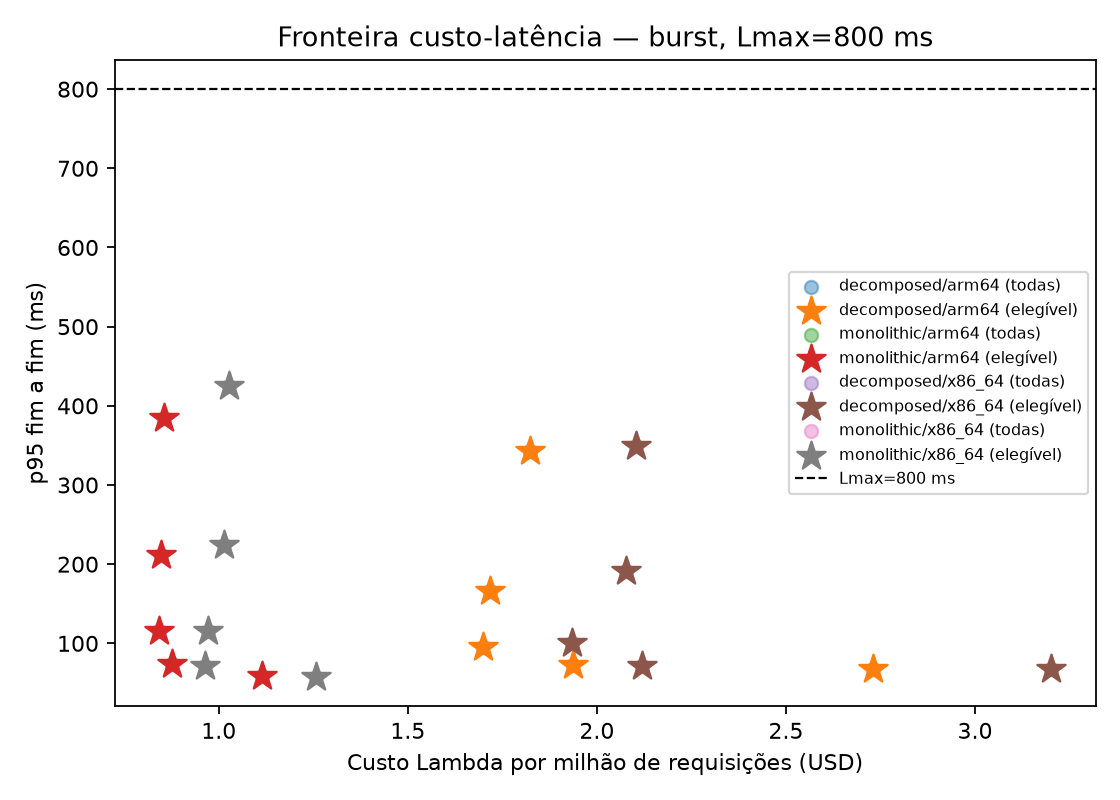 Fronteira custo-latência — burst, Lmax=800 ms
800
700
600
500
400
300
200
100
p95 fim a fim (ms)
decomposed/arm64 (todas)
decomposed/arm64 (elegível)
monolithic/arm64 (todas)
monolithic/arm64 (elegível)
decomposed/x86_64 (todas)
decomposed/x86_64 (elegível)
monolithic/x86_64 (todas)
monolithic/x86_64 (elegível)
Lmax=800 ms
1.0 1.5 2.0 2.5 3.0
Custo Lambda por milhão de requisições (USD)